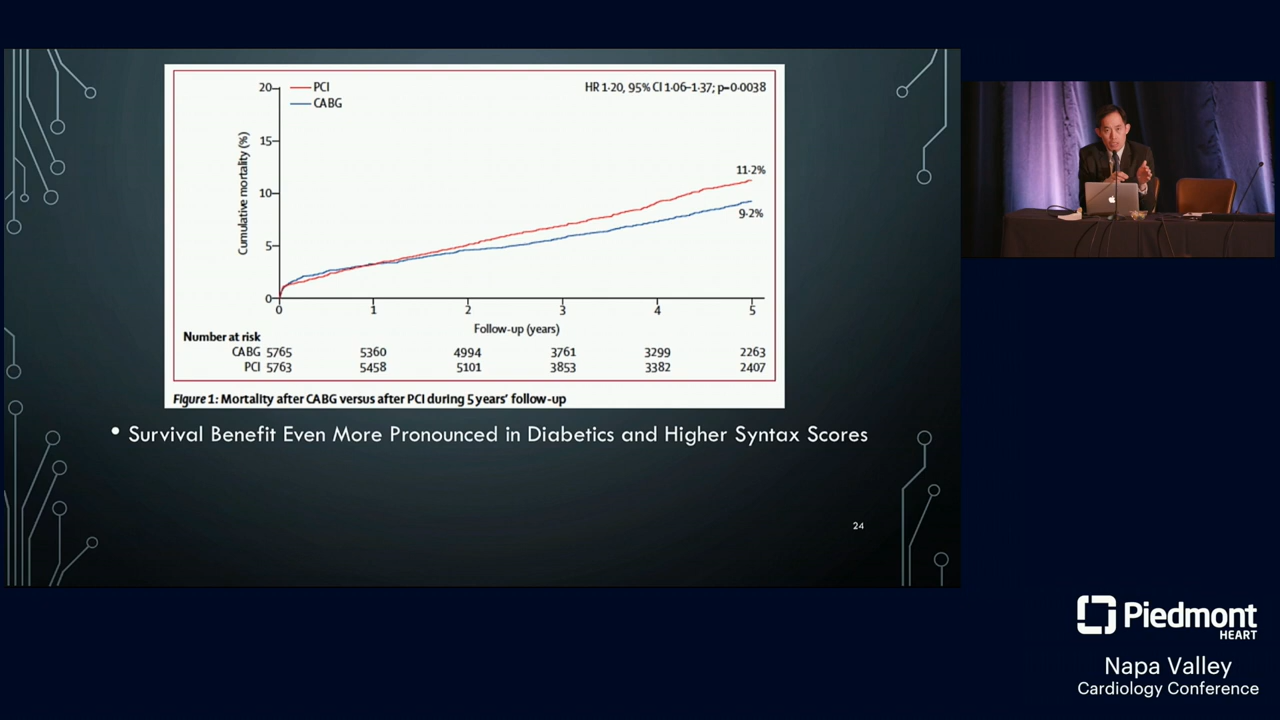 20
PCI
HR 1·20, 95% CI 1·06–1·37; p=0·0038
CABG
15
Cumulative mortality (%)
11·2%
10
9·2%
5
0
0 1 2 3 4 5
Follow-up (years)
Number at risk
CABG 5765 5360 4994 3761 3299 2263
PCI 5763 5458 5101 3853 3382 2407
Figure 1: Mortality after CABG versus after PCI during 5 years' follow-up
• Survival Benefit Even More Pronounced in Diabetics and Higher Syntax Scores
24
Piedmont
HEART
Napa Valley
Cardiology Conference